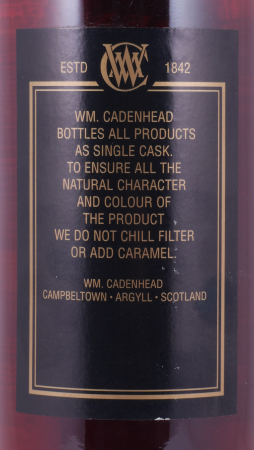 ESTD 1842
WM. CADENHEAD
BOTTLES ALL PRODUCTS
AS SINGLE CASK.
TO ENSURE ALL THE
NATURAL CHARACTER
AND COLOUR OF
THE PRODUCT
WE DO NOT CHILL FILTER
OR ADD CARAMEL.
WM. CADENHEAD
CAMPBELTOWN · ARGYLL · SCOTLAND